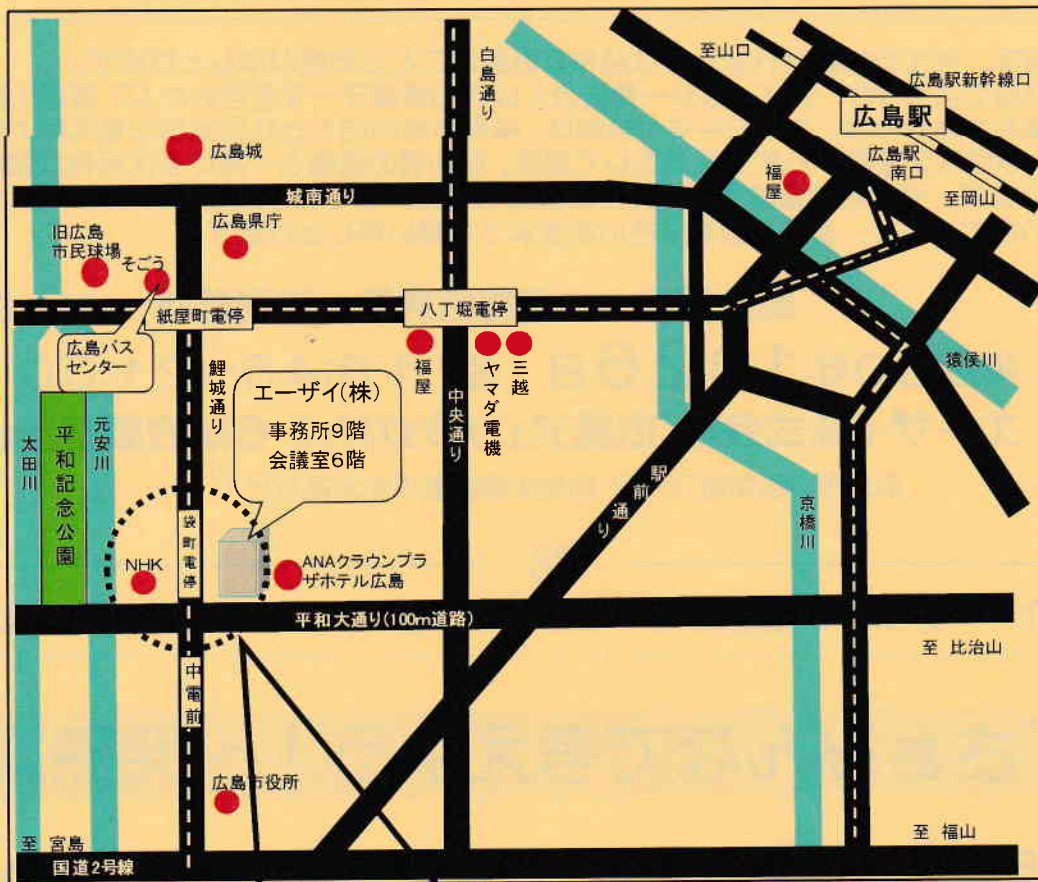 白島通り
至山口
広島駅新幹線口
広島駅
広島駅
南口
福屋
至岡山
広島城
城南通り
広島県庁
旧広島
市民球場
そごう
紙屋町電停
八丁堀電停
広島バス
センター
鯉城通り
福屋
ヤマダ電機
三越
猿侯川
エーザイ(株)
事務所9階
会議室6階
中央通り
太田川
平和記念公園
元安川
駅前通り
京橋川
袋町電停
NHK
ANAクラウンプラ
ザホテル広島
平和大通り(100m道路)
至 比治山
中電前
広島市役所
至 宮島
至 福山
国道2号線